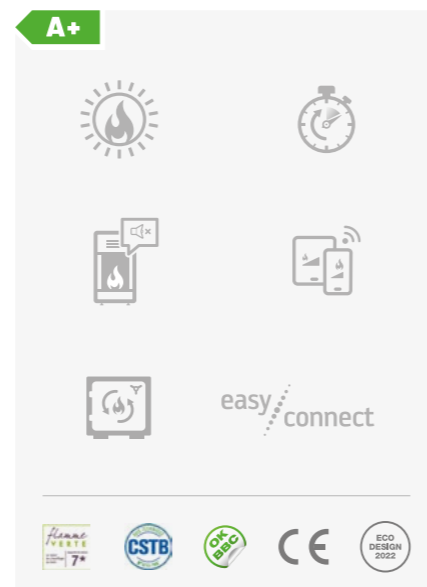 A+
easy
connect
flamme
VERTE
7*
CSTB
OK
BBC
CE
ECO
DESIGN
2022